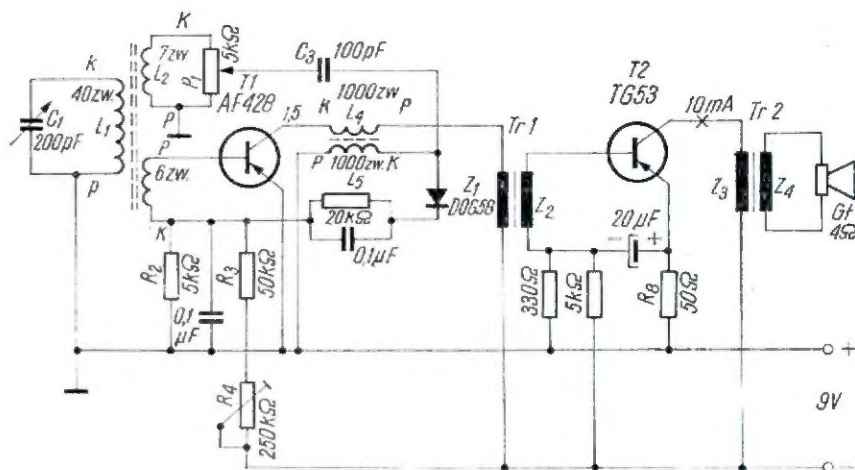 K
7zw.
L2
P1
5kΩ
P
K
40zw.
L1
P
C1
200pF
P
6zw.
K
T1
AF428
1,5
C3 100pF
K 1000zw P
L4
P 1000zw. K
L5
20kΩ
0,1μF
Z1
DOG58
Tr1
Z2
T2
TG53
10mA
Tr 2
Z3
Z4
Gł
4Ω
R2
5kΩ
0,1
μF
R3
50kΩ
R4
250kΩ
330Ω
5kΩ
20μF
− +
R8
50Ω
+
9V